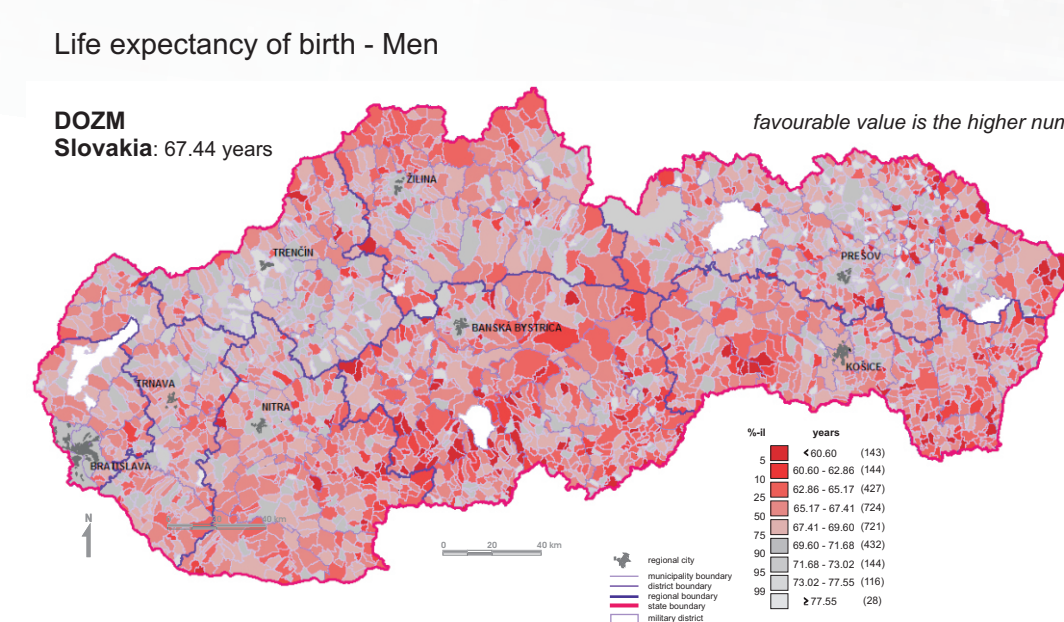 Life expectancy of birth - Men
DOZM
Slovakia: 67.44 years
favourable value is the higher num
ŽILINA
TRENČÍN
PREŠOV
BANSKÁ BYSTRICA
KOŠICE
TRNAVA
NITRA
BRATISLAVA
N
40 km
0 20 40 km
regional city
municipality boundary
district boundary
regional boundary
state boundary
military district
%-il years
<60.60 (143)
5
60.60 - 62.86 (144)
10
62.86 - 65.17 (427)
25
65.17 - 67.41 (724)
50
67.41 - 69.60 (721)
75
69.60 - 71.68 (432)
90
71.68 - 73.02 (144)
95
73.02 - 77.55 (116)
99
≥77.55 (28)